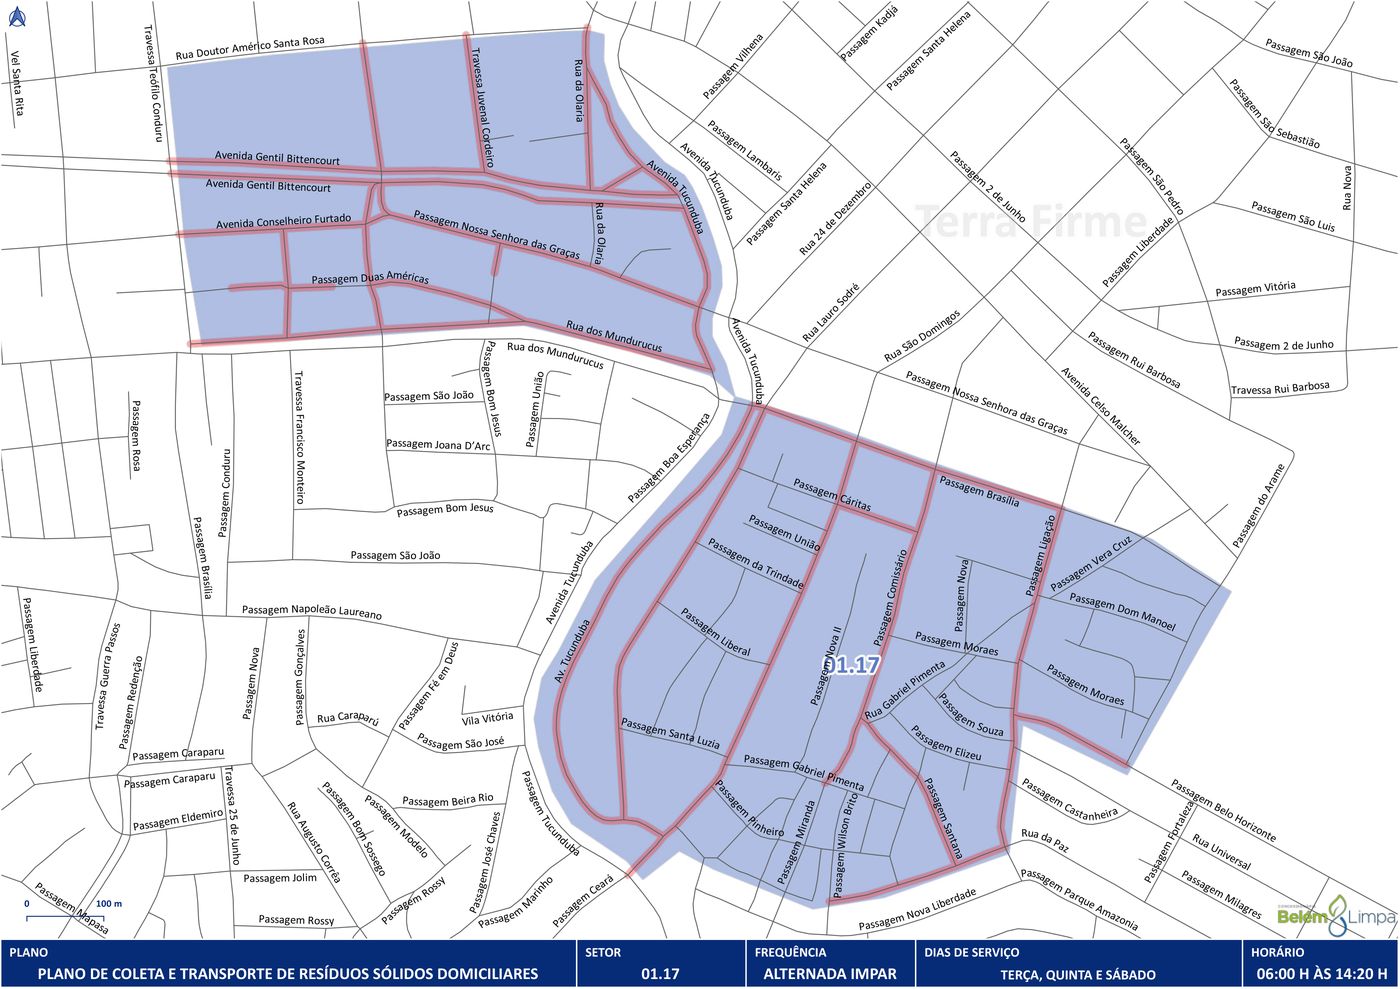 Rua Doutor Américo Santa Rosa
Travessa Teófilo Conduru
Vel Santa Rita
Travessa Juvenal Cordeiro
Rua da Olaria
Avenida Gentil Bittencourt
Avenida Gentil Bittencourt
Avenida Conselheiro Furtado
Passagem Nossa Senhora das Graças
Rua da Olaria
Passagem Duas Américas
Rua dos Mundurucus
Avenida Tucunduba
Avenida Tucunduba
Passagem Vilhena
Passagem Lambaris
Passagem Kadjá
Passagem Santa Helena
Passagem Santa Helena
Rua 24 de Dezembro
Passagem 2 de Junho
Terra Firme
Passagem São João
Passagem São Sebastião
Passagem São Pedro
Rua Nova
Passagem São Luis
Passagem Liberdade
Passagem Vitória
Passagem 2 de Junho
Passagem Rui Barbosa
Travessa Rui Barbosa
Rua Lauro Sodré
Rua São Domingos
Avenida Tucunduba
Passagem Nossa Senhora das Graças
Avenida Celso Malcher
Passagem do Arame
Rua dos Mundurucus
Passagem Bom Jesus
Passagem União
Passagem São João
Passagem Joana D'Arc
Passagem Boa Esperança
Travessa Francisco Monteiro
Passagem Rosa
Passagem Conduru
Passagem Bom Jesus
Passagem São João
Passagem Brasília
Passagem Napoleão Laureano
Avenida Tucunduba
Passagem Brasília
Passagem Cáritas
Passagem União
Passagem da Trindade
Passagem Liberal
Passagem Comissário
Passagem Nova
Passagem Ligação
Passagem Vera Cruz
Passagem Dom Manoel
Passagem Moraes
Passagem Moraes
Passagem Nova II
01.17
Rua Gabriel Pimenta
Passagem Souza
Passagem Elizeu
Av. Tucunduba
Passagem Santa Luzia
Passagem Gabriel Pimenta
Passagem Pinheiro
Passagem Miranda
Passagem Wilson Brito
Passagem Santana
Passagem Castanheira
Rua da Paz
Passagem Belo Horizonte
Passagem Fortaleza
Rua Universal
Passagem Milagres
Passagem Parque Amazonia
Passagem Nova Liberdade
Passagem Liberdade
Travessa Guerra Passos
Passagem Redenção
Passagem Nova
Passagem Gonçalves
Passagem Fé em Deus
Rua Caraparú
Vila Vitória
Passagem São José
Passagem Caraparu
Passagem Caraparu
Travessa 25 de Junho
Passagem Eldemiro
Rua Augusto Corrêa
Passagem Bom Sossego
Passagem Modelo
Passagem Beira Rio
Passagem José Chaves
Passagem Tucunduba
Passagem Jolim
Passagem Rossy
Passagem Rossy
Passagem Marinho
Passagem Ceará
Passagem Mapasa
0 100 m
Belém Limpa
PLANO
PLANO DE COLETA E TRANSPORTE DE RESÍDUOS SÓLIDOS DOMICILIARES
SETOR
01.17
FREQUÊNCIA
ALTERNADA IMPAR
DIAS DE SERVIÇO
TERÇA, QUINTA E SÁBADO
HORÁRIO
06:00 H ÀS 14:20 H